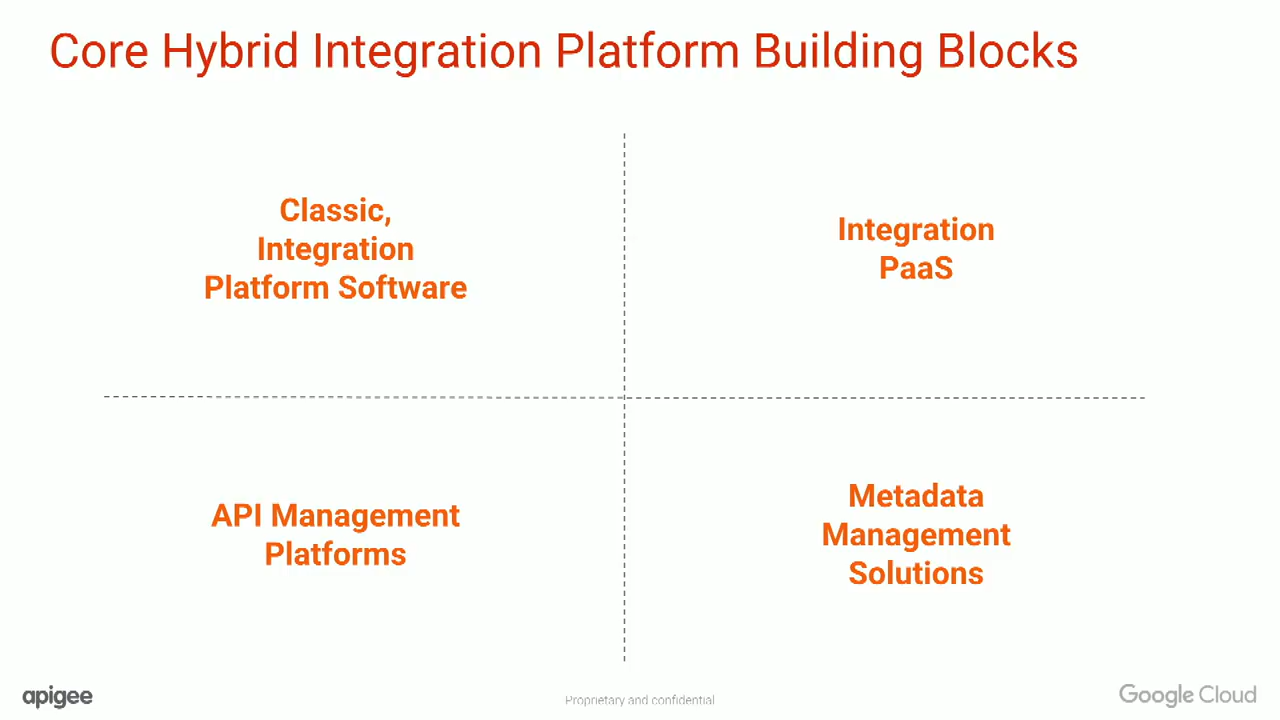 Core Hybrid Integration Platform Building Blocks
Classic,
Integration
Platform Software
Integration
PaaS
API Management
Platforms
Metadata
Management
Solutions
apigee
Proprietary and confidential
Google Cloud